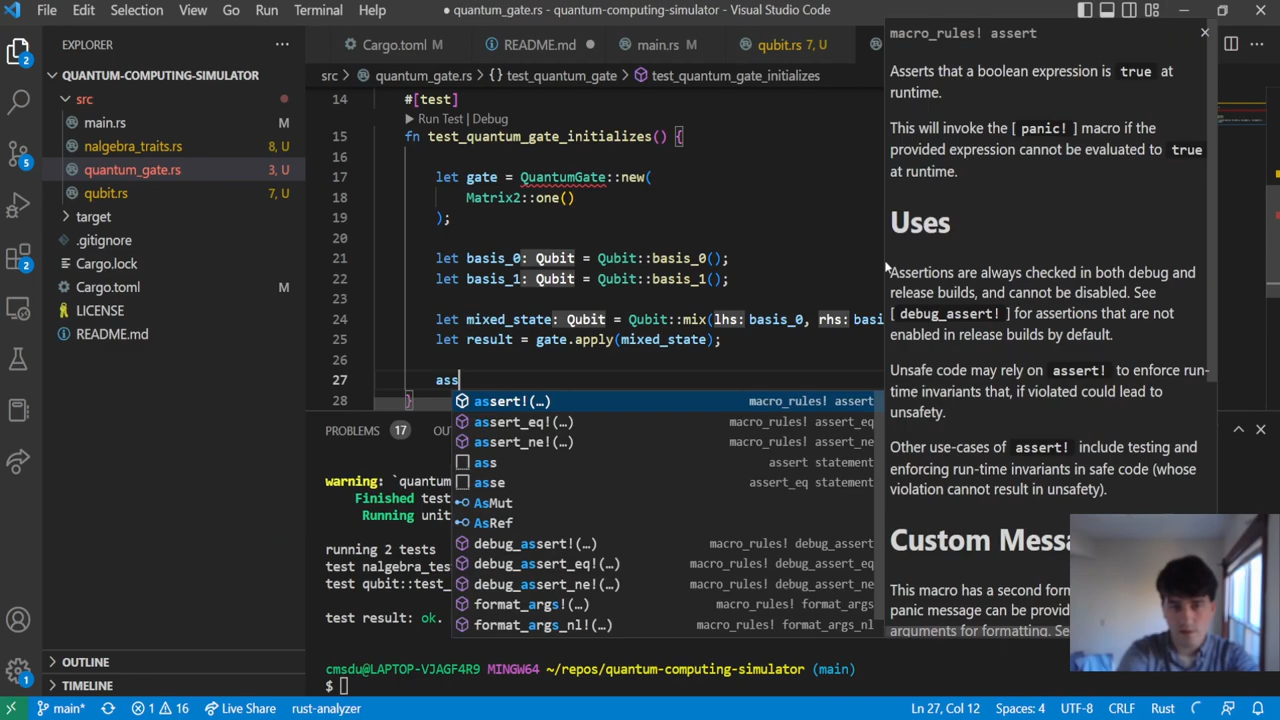 File Edit Selection View Go Run Terminal Help
● quantum_gate.rs - quantum-computing-simulator - Visual Studio Code
EXPLORER
QUANTUM-COMPUTING-SIMULATOR
src
main.rs M
nalgebra_traits.rs 8, U
quantum_gate.rs 3, U
qubit.rs 7, U
target
.gitignore
Cargo.lock
Cargo.toml M
LICENSE
README.md
OUTLINE
TIMELINE
2
5
2
1
Cargo.toml M README.md ● main.rs M qubit.rs 7, U
src > quantum_gate.rs > {} test_quantum_gate > test_quantum_gate_initializes
14 #[test]
▶ Run Test | Debug
15 fn test_quantum_gate_initializes() {
16
17 let gate = QuantumGate::new(
18 Matrix2::one()
19 );
20
21 let basis_0: Qubit = Qubit::basis_0();
22 let basis_1: Qubit = Qubit::basis_1();
23
24 let mixed_state: Qubit = Qubit::mix(lhs: basis_0, rhs: basi
25 let result = gate.apply(mixed_state);
26
27 ass
28 }
assert!(…) macro_rules! assert
assert_eq!(…) macro_rules! assert_eq
assert_ne!(…) macro_rules! assert_ne
ass assert statement
asse assert_eq statement
AsMut
AsRef
debug_assert!(…) macro_rules! debug_assert
debug_assert_eq!(…) macro_rules! debug_assert_eq
debug_assert_ne!(…) macro_rules! debug_assert_ne
format_args!(…) macro_rules! format_args
format_args_nl!(…) macro_rules! format_args_nl
macro_rules! assert
Asserts that a boolean expression is true at
runtime.
This will invoke the [ panic! ] macro if the
provided expression cannot be evaluated to true
at runtime.
Uses
Assertions are always checked in both debug and
release builds, and cannot be disabled. See
[ debug_assert! ] for assertions that are not
enabled in release builds by default.
Unsafe code may rely on assert! to enforce run-
time invariants that, if violated could lead to
unsafety.
Other use-cases of assert! include testing and
enforcing run-time invariants in safe code (whose
violation cannot result in unsafety).
Custom Messa
This macro has a second form
panic message can be provid
arguments for formatting. Se
PROBLEMS 17 OU
warning: `quantum
Finished test
Running unit
running 2 tests
test nalgebra_te
test qubit::test_
test result: ok.
cmsdu@LAPTOP-VJAGF4R9 MINGW64 ~/repos/quantum-computing-simulator (main)
$
main* 1 16 Live Share rust-analyzer Ln 27, Col 12 Spaces: 4 UTF-8 CRLF Rust